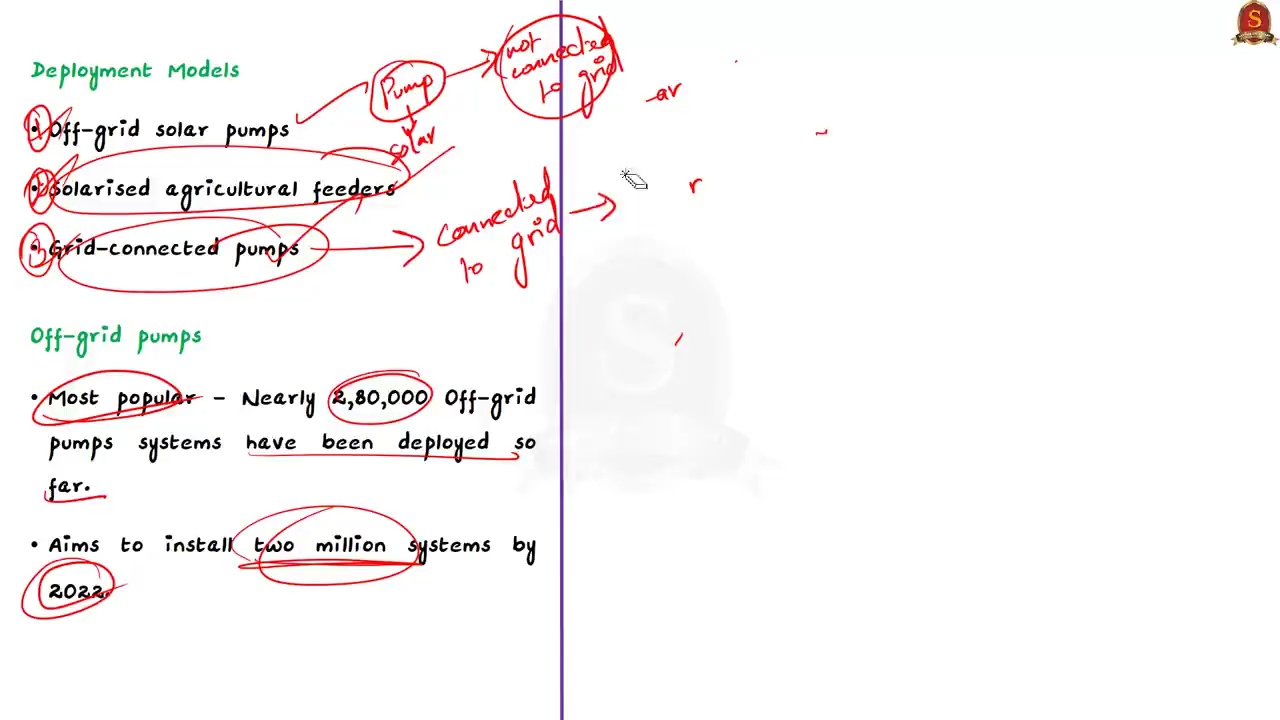 Deployment Models
• Off-grid solar pumps
• Solarised agricultural feeders
• Grid-connected pumps
Pump
solar
not
connected
to grid
connected
to grid
ar
r
Off-grid pumps
• Most popular - Nearly 2,80,000 Off-grid
pumps systems have been deployed so
far.
• Aims to install two million systems by
2022.
S